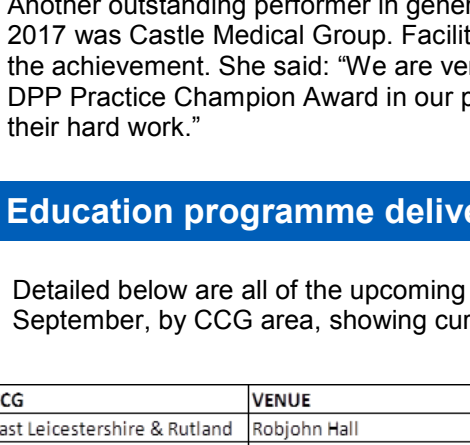 Another outstanding performer in gener
2017 was Castle Medical Group. Facilit
the achievement. She said: “We are ver
DPP Practice Champion Award in our p
their hard work.”
Education programme delive
Detailed below are all of the upcoming
September, by CCG area, showing cur
CG VENUE
ast Leicestershire & Rutland Robjohn Hall